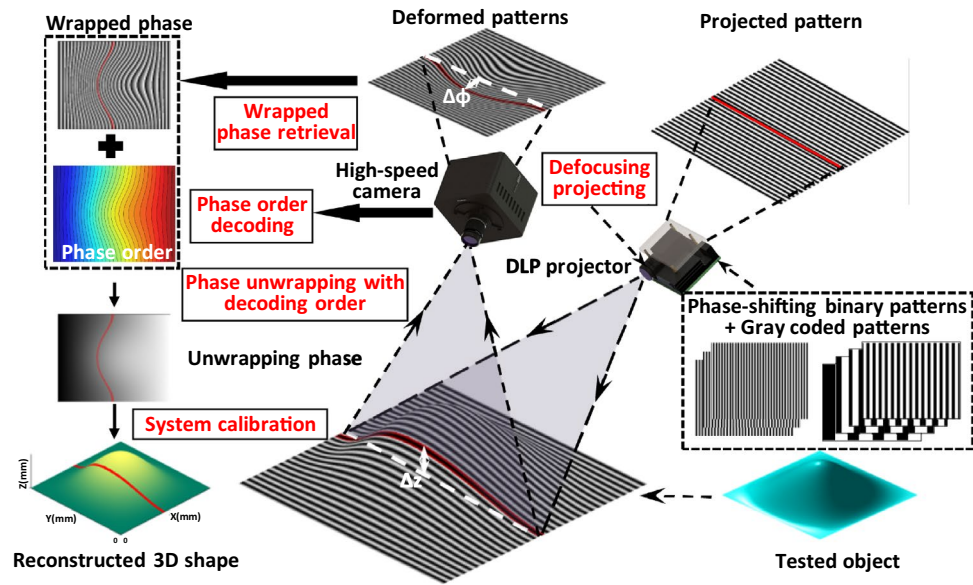 Wrapped phase
Deformed patterns
Projected pattern
Δϕ
Wrapped
phase retrieval
High-speed
camera
Defocusing
projecting
Phase order
decoding
Phase order
DLP projector
Phase unwrapping with
decoding order
Phase-shifting binary patterns
+ Gray coded patterns
Unwrapping phase
System calibration
Δz
Z(mm)
Y(mm)
X(mm)
0 0
Reconstructed 3D shape
Tested object